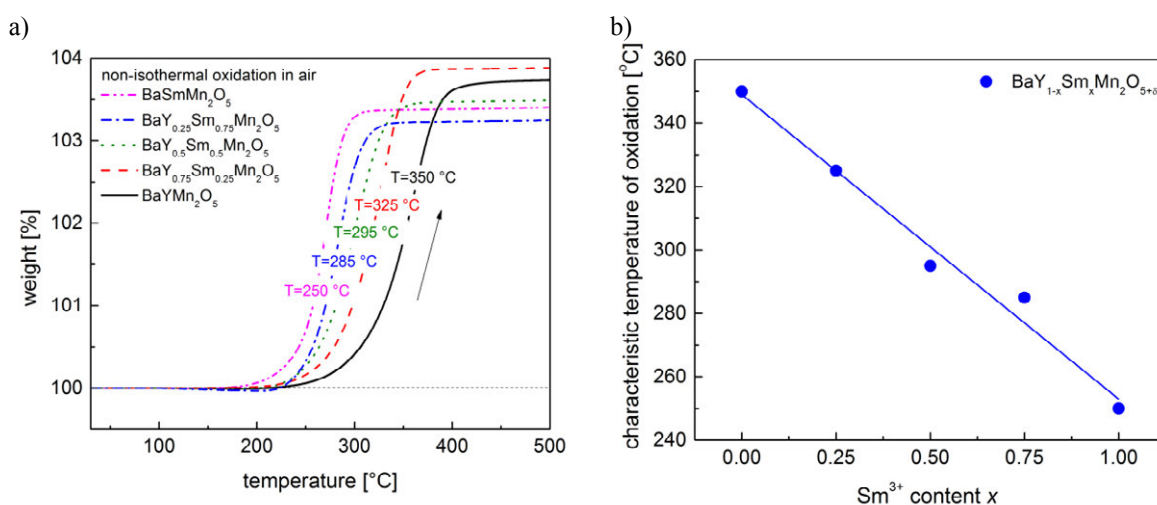 a)
non-isothermal oxidation in air
BaSmMn₂O₅
BaY₀.₂₅Sm₀.₇₅Mn₂O₅
BaY₀.₅Sm₀.₅Mn₂O₅
BaY₀.₇₅Sm₀.₂₅Mn₂O₅
BaYMn₂O₅
T=350 °C
T=325 °C
T=295 °C
T=285 °C
T=250 °C
104
103
102
101
100
weight [%]
100
200
300
400
500
temperature [°C]
b)
BaY₁₋ₓSmₓMn₂O₅₊δ
360
340
320
300
280
260
240
characteristic temperature of oxidation [°C]
0.00
0.25
0.50
0.75
1.00
Sm³⁺ content x